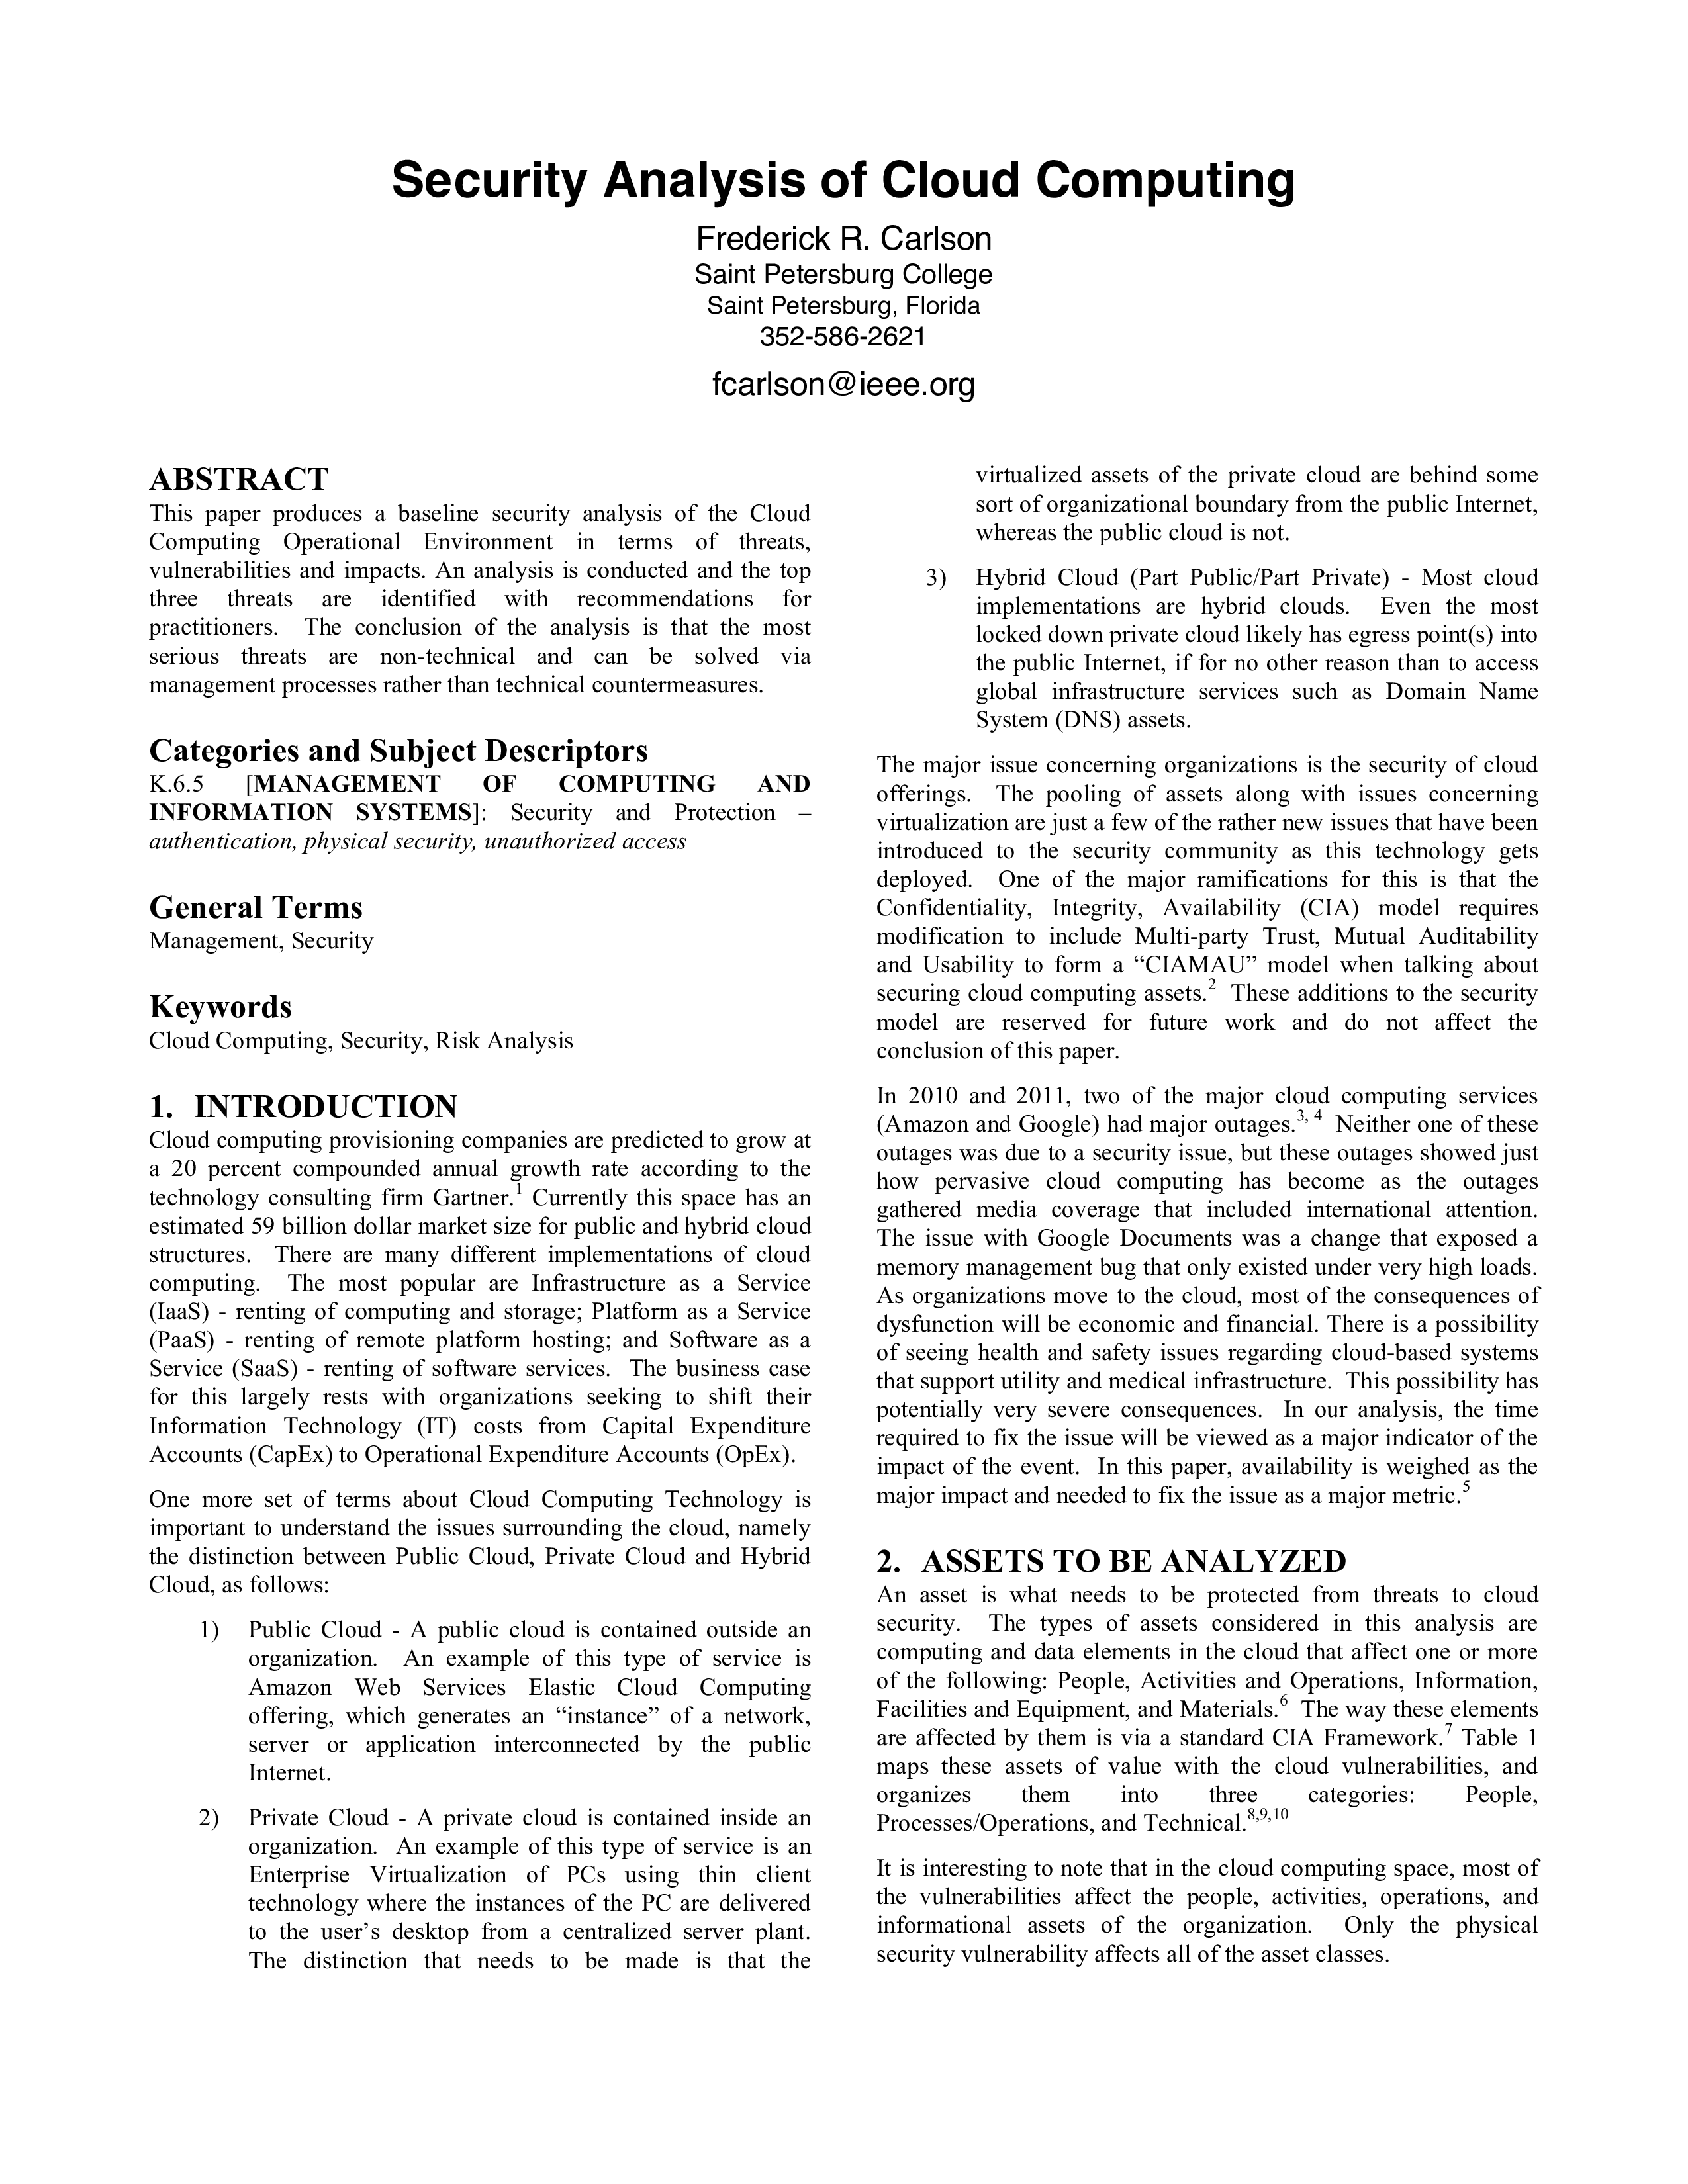 Security Analysis of Cloud Computing
Frederick R. Carlson
Saint Petersburg College
Saint Petersburg, Florida
352-586-2621
fcarlson@ieee.org
ABSTRACT
This paper produces a baseline security analysis of the Cloud
Computing Operational Environment in terms of threats,
vulnerabilities and impacts. An analysis is conducted and the top
three threats are identified with recommendations for
practitioners. The conclusion of the analysis is that the most
serious threats are non-technical and can be solved via
management processes rather than technical countermeasures.
Categories and Subject Descriptors
K.6.5 [MANAGEMENT OF COMPUTING AND
INFORMATION SYSTEMS]: Security and Protection –
authentication, physical security, unauthorized access
General Terms
Management, Security
Keywords
Cloud Computing, Security, Risk Analysis
1. INTRODUCTION
Cloud computing provisioning companies are predicted to grow at
a 20 percent compounded annual growth rate according to the
technology consulting firm Gartner.1 Currently this space has an
estimated 59 billion dollar market size for public and hybrid cloud
structures. There are many different implementations of cloud
computing. The most popular are Infrastructure as a Service
(IaaS) - renting of computing and storage; Platform as a Service
(PaaS) - renting of remote platform hosting; and Software as a
Service (SaaS) - renting of software services. The business case
for this largely rests with organizations seeking to shift their
Information Technology (IT) costs from Capital Expenditure
Accounts (CapEx) to Operational Expenditure Accounts (OpEx).
One more set of terms about Cloud Computing Technology is
important to understand the issues surrounding the cloud, namely
the distinction between Public Cloud, Private Cloud and Hybrid
Cloud, as follows:
1) Public Cloud - A public cloud is contained outside an
organization. An example of this type of service is
Amazon Web Services Elastic Cloud Computing
offering, which generates an “instance” of a network,
server or application interconnected by the public
Internet.
2) Private Cloud - A private cloud is contained inside an
organization. An example of this type of service is an
Enterprise Virtualization of PCs using thin client
technology where the instances of the PC are delivered
to the user’s desktop from a centralized server plant.
The distinction that needs to be made is that the
virtualized assets of the private cloud are behind some
sort of organizational boundary from the public Internet,
whereas the public cloud is not.
3) Hybrid Cloud (Part Public/Part Private) - Most cloud
implementations are hybrid clouds. Even the most
locked down private cloud likely has egress point(s) into
the public Internet, if for no other reason than to access
global infrastructure services such as Domain Name
System (DNS) assets.
The major issue concerning organizations is the security of cloud
offerings. The pooling of assets along with issues concerning
virtualization are just a few of the rather new issues that have been
introduced to the security community as this technology gets
deployed. One of the major ramifications for this is that the
Confidentiality, Integrity, Availability (CIA) model requires
modification to include Multi-party Trust, Mutual Auditability
and Usability to form a “CIAMAU” model when talking about
securing cloud computing assets.2 These additions to the security
model are reserved for future work and do not affect the
conclusion of this paper.
In 2010 and 2011, two of the major cloud computing services
(Amazon and Google) had major outages.3, 4 Neither one of these
outages was due to a security issue, but these outages showed just
how pervasive cloud computing has become as the outages
gathered media coverage that included international attention.
The issue with Google Documents was a change that exposed a
memory management bug that only existed under very high loads.
As organizations move to the cloud, most of the consequences of
dysfunction will be economic and financial. There is a possibility
of seeing health and safety issues regarding cloud-based systems
that support utility and medical infrastructure. This possibility has
potentially very severe consequences. In our analysis, the time
required to fix the issue will be viewed as a major indicator of the
impact of the event. In this paper, availability is weighed as the
major impact and needed to fix the issue as a major metric.5
2. ASSETS TO BE ANALYZED
An asset is what needs to be protected from threats to cloud
security. The types of assets considered in this analysis are
computing and data elements in the cloud that affect one or more
of the following: People, Activities and Operations, Information,
Facilities and Equipment, and Materials.6 The way these elements
are affected by them is via a standard CIA Framework.7 Table 1
maps these assets of value with the cloud vulnerabilities, and
organizes them into three categories: People,
Processes/Operations, and Technical.8,9,10
It is interesting to note that in the cloud computing space, most of
the vulnerabilities affect the people, activities, operations, and
informational assets of the organization. Only the physical
security vulnerability affects all of the asset classes.